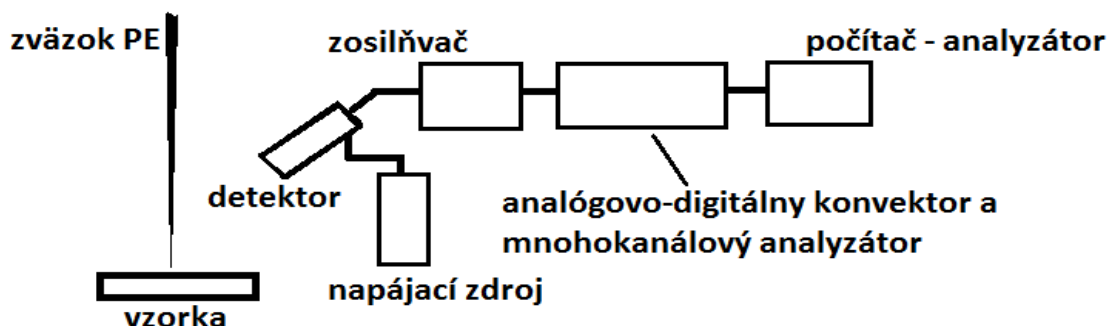 zväzok PE
zosilňvač
počítač - analyzátor
detektor
analógovo-digitálny konvektor a
mnohokanálový analyzátor
napájací zdroj
vzorka